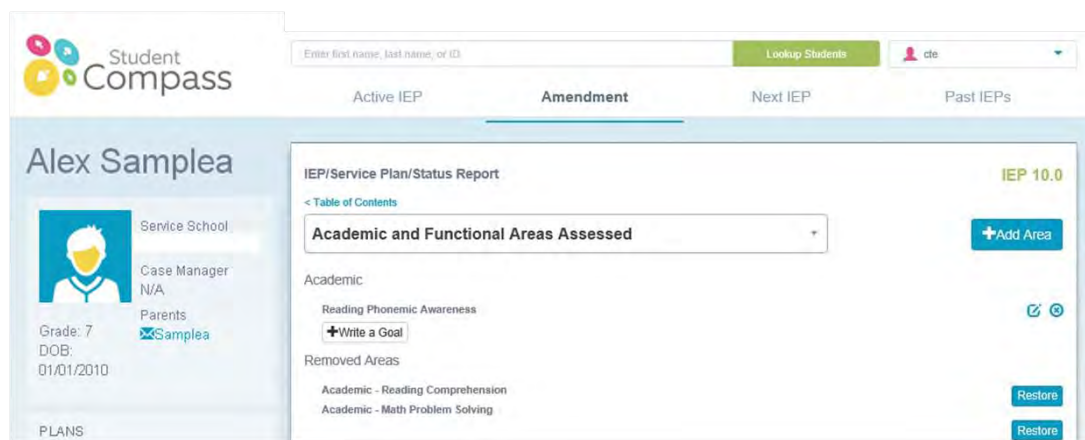 Student
Compass
Enter first name, last name, or ID
Lookup Students
cte
Active IEP
Amendment
Next IEP
Past IEPs
Alex Samplea
Service School
Case Manager
N/A
Parents
Samplea
Grade: 7
DOB:
01/01/2010
PLANS
IEP/Service Plan/Status Report
IEP 10.0
< Table of Contents
Academic and Functional Areas Assessed
+Add Area
Academic
Reading Phonemic Awareness
+Write a Goal
Removed Areas
Academic - Reading Comprehension
Restore
Academic - Math Problem Solving
Restore